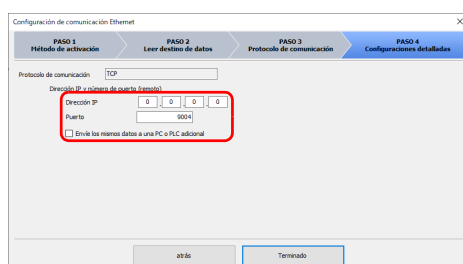 Configuración de comunicación Ethernet
PASO 1
Método de activación
PASO 2
Leer destino de datos
PASO 3
Protocolo de comunicación
PASO 4
Configuraciones detalladas
Protocolo de comunicación TCP
Dirección IP y número de puerto (remoto)
Dirección IP 0 . 0 . 0 . 0
Puerto 9004
Envíe los mismos datos a una PC o PLC adicional
atrás Terminado